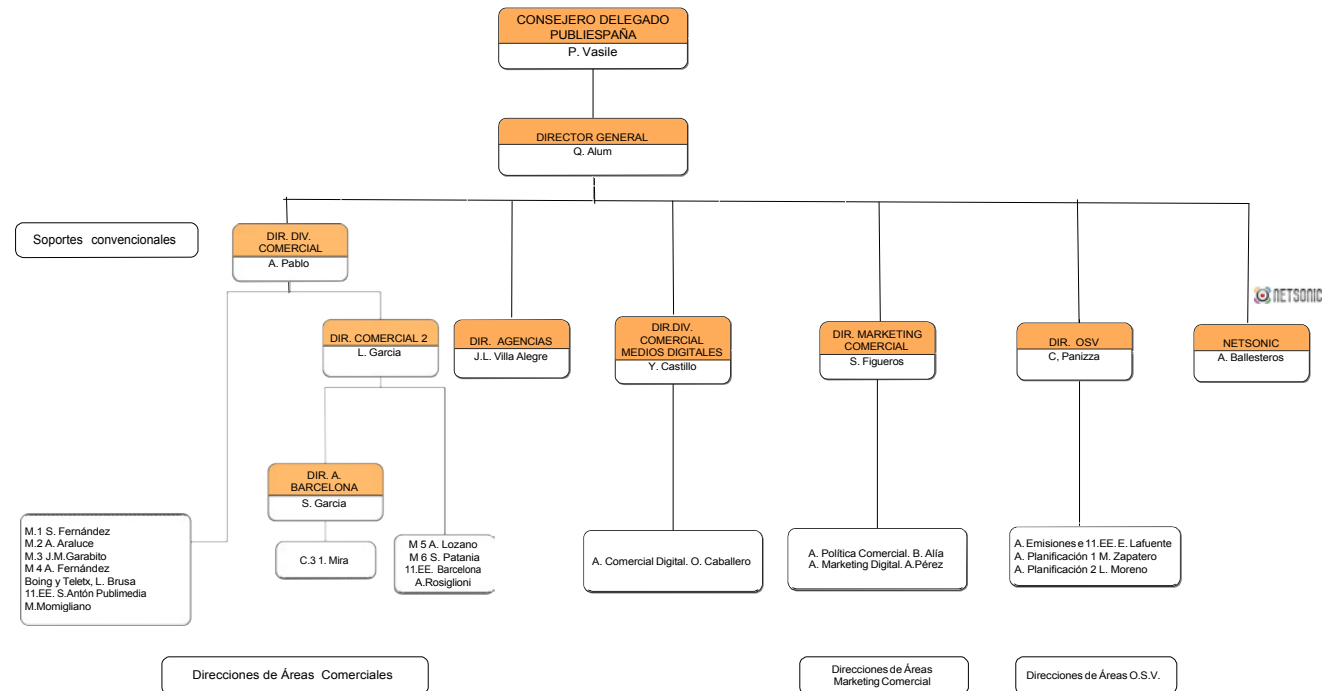 CONSEJERO DELEGADO
PUBLIESPAÑA
P. Vasile
DIRECTOR GENERAL
Q. Alum
Soportes convencionales
DIR. DIV.
COMERCIAL
A. Pablo
NETSONIC
DIR. COMERCIAL 2
L. Garcia
DIR. AGENCIAS
J.L. Villa Alegre
DIR.DIV.
COMERCIAL
MEDIOS DIGITALES
Y. Castillo
DIR. MARKETING
COMERCIAL
S. Figueros
DIR. OSV
C, Panizza
NETSONIC
A. Ballesteros
DIR. A.
BARCELONA
S. Garcia
M.1 S. Fernández
M.2 A. Araluce
M.3 J.M.Garabito
M 4 A. Fernández
Boing y Teletx, L. Brusa
11.EE. S.Antón Publimedia
M.Momigliano
C.3 1. Mira
M 5 A. Lozano
M 6 S. Patania
11.EE. Barcelona
A.Rosiglioni
A. Comercial Digital. O. Caballero
A. Política Comercial. B. Alía
A. Marketing Digital. A.Pérez
A. Emisiones e 11.EE. E. Lafuente
A. Planificación 1 M. Zapatero
A. Planificación 2 L. Moreno
Direcciones de Áreas Comerciales
Direcciones de Áreas
Marketing Comercial
Direcciones de Áreas O.S.V.